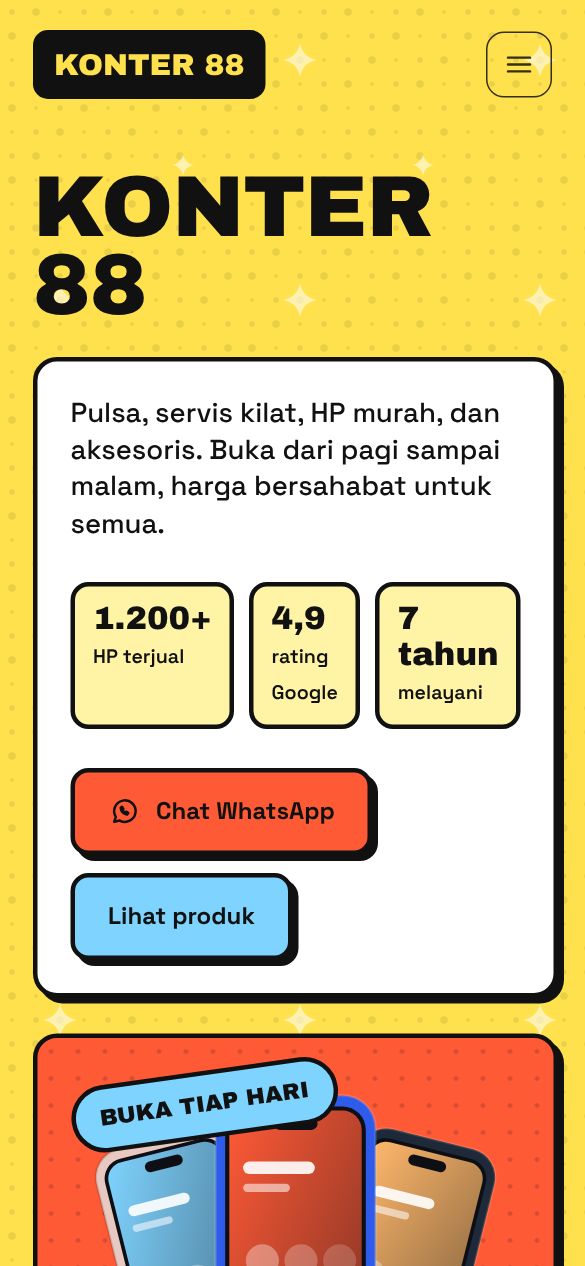 KONTER 88
KONTER
88
Pulsa, servis kilat, HP murah, dan
aksesoris. Buka dari pagi sampai
malam, harga bersahabat untuk
semua.
1.200+
HP terjual
4,9
rating
Google
7
tahun
melayani
Chat WhatsApp
Lihat produk
BUKA TIAP HARI